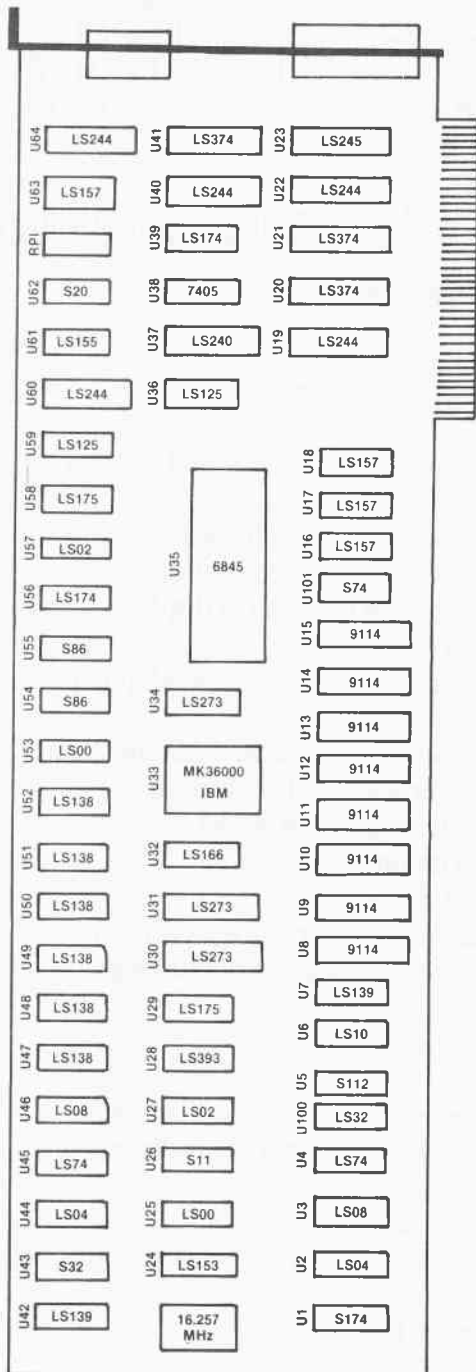 U64 LS244 U41 LS374 U23 LS245
U63 LS157 U40 LS244 U22 LS244
RPI U39 LS174 U21 LS374
U62 S20 U38 7405 U20 LS374
U61 LS155 U37 LS240 U19 LS244
U60 LS244 U36 LS125
U59 LS125 U18 LS157
U58 LS175 U17 LS157
U57 LS02 U35 6845 U16 LS157
U56 LS174 U101 S74
U55 S86 U15 9114
U54 S86 U34 LS273 U14 9114
U13 9114
U53 LS00 U33 MK36000 U12 9114
IBM
U52 LS138 U11 9114
U51 LS138 U32 LS166 U10 9114
U50 LS138 U31 LS273 U9 9114
U49 LS138 U30 LS273 U8 9114
U48 LS138 U29 LS175 U7 LS139
U47 LS138 U28 LS393 U6 LS10
U5 S112
U46 LS08 U27 LS02 U100 LS32
U45 LS74 U26 S11 U4 LS74
U44 LS04 U25 LS00 U3 LS08
U43 S32 U24 LS153 U2 LS04
U42 LS139 16.257 U1 S174
MHz